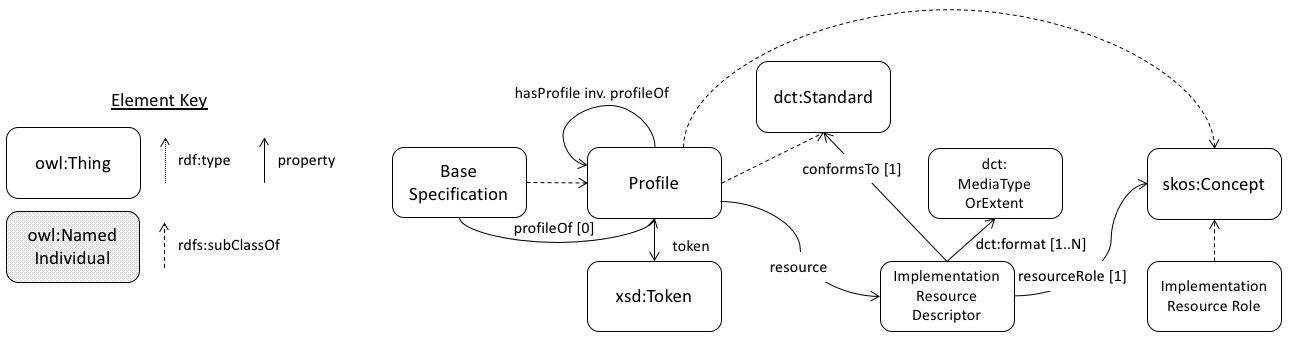 Element Key
owl:Thing
rdf:type
property
owl:Named
Individual
rdfs:subClassOf
hasProfile inv. profileOf
Base
Specification
Profile
profileOf [0]
token
xsd:Token
dct:Standard
conformsTo [1]
dct:
MediaType
OrExtent
dct:format [1..N]
resource
Implementation
Resource
Descriptor
resourceRole [1]
skos:Concept
Implementation
Resource Role